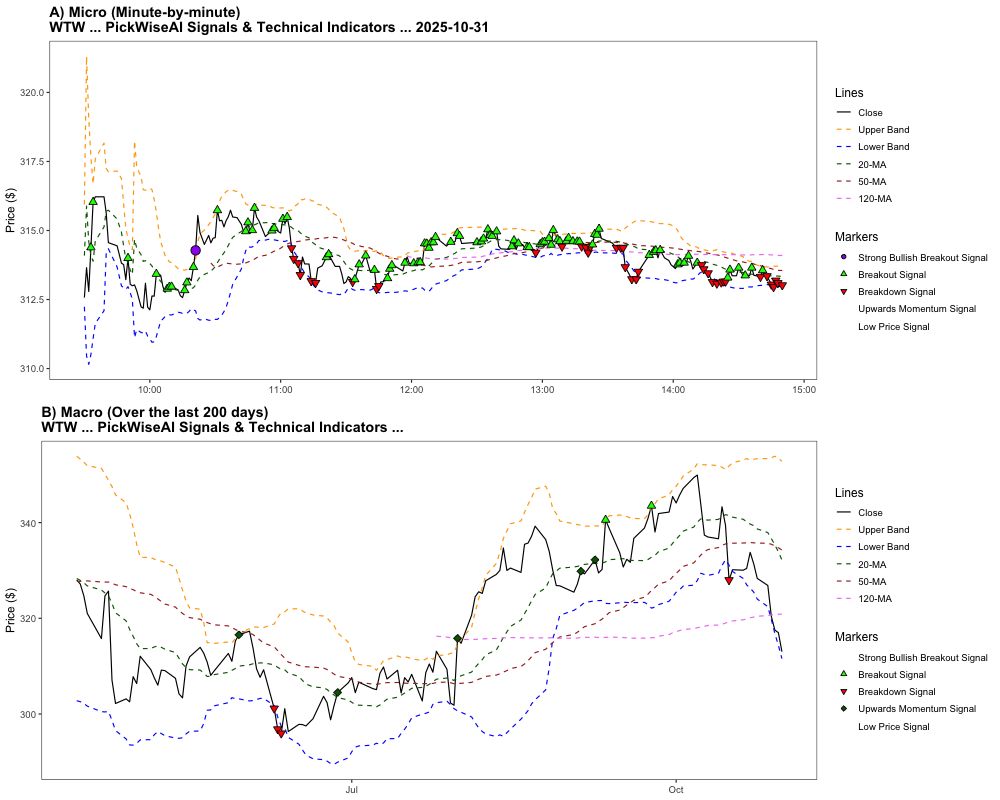 A) Micro (Minute-by-minute)
WTW ... PickWiseAI Signals & Technical Indicators ... 2025-10-31
Price ($)
320.0
317.5
315.0
312.5
310.0
10:00
11:00
12:00
13:00
14:00
15:00
Lines
Close
Upper Band
Lower Band
20-MA
50-MA
120-MA
Markers
Strong Bullish Breakout Signal
Breakout Signal
Breakdown Signal
Upwards Momentum Signal
Low Price Signal
B) Macro (Over the last 200 days)
WTW ... PickWiseAI Signals & Technical Indicators ...
Price ($)
340
320
300
Jul
Oct
Lines
Close
Upper Band
Lower Band
20-MA
50-MA
120-MA
Markers
Strong Bullish Breakout Signal
Breakout Signal
Breakdown Signal
Upwards Momentum Signal
Low Price Signal